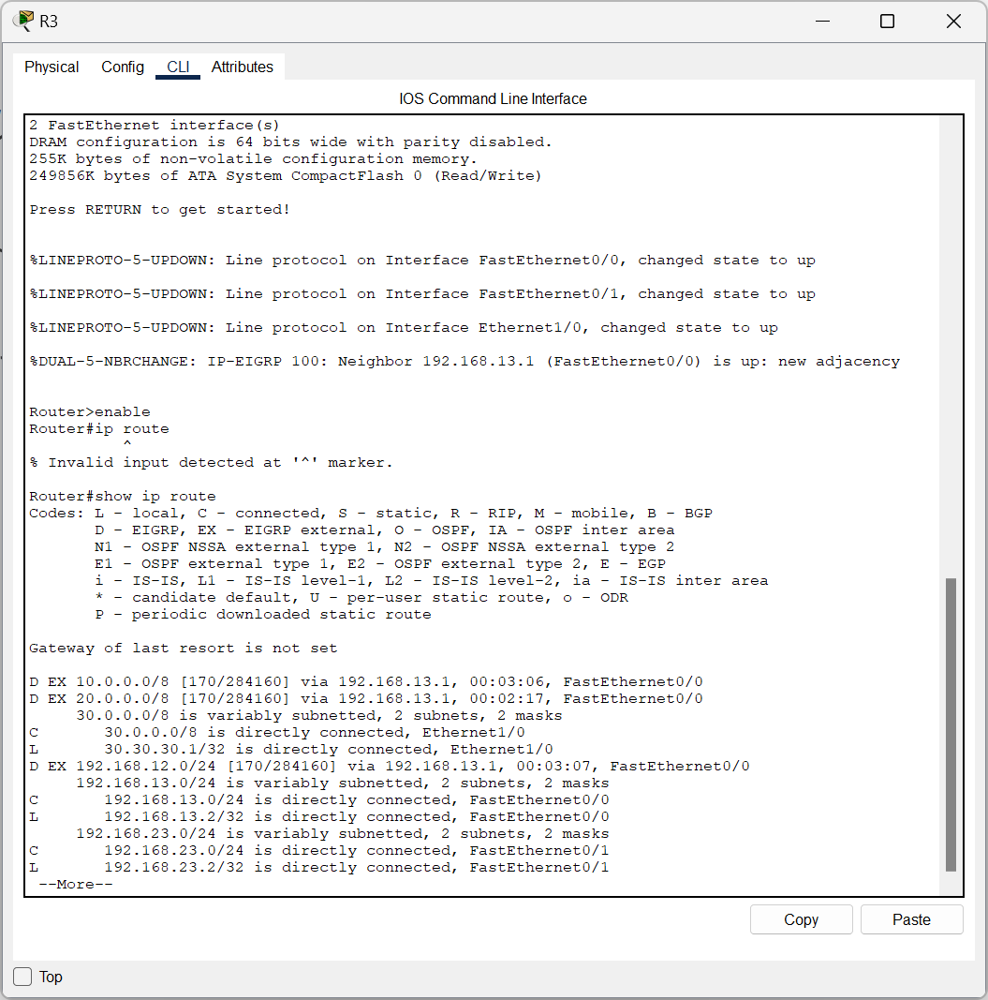 R3
Physical Config CLI Attributes
IOS Command Line Interface
2 FastEthernet interface(s)
DRAM configuration is 64 bits wide with parity disabled.
255K bytes of non-volatile configuration memory.
249856K bytes of ATA System CompactFlash 0 (Read/Write)
Press RETURN to get started!
%LINEPROTO-5-UPDOWN: Line protocol on Interface FastEthernet0/0, changed state to up
%LINEPROTO-5-UPDOWN: Line protocol on Interface FastEthernet0/1, changed state to up
%LINEPROTO-5-UPDOWN: Line protocol on Interface Ethernet1/0, changed state to up
%DUAL-5-NBRCHANGE: IP-EIGRP 100: Neighbor 192.168.13.1 (FastEthernet0/0) is up: new adjacency
Router>enable
Router#ip route
^
% Invalid input detected at '^' marker.
Router#show ip route
Codes: L - local, C - connected, S - static, R - RIP, M - mobile, B - BGP
D - EIGRP, EX - EIGRP external, O - OSPF, IA - OSPF inter area
N1 - OSPF NSSA external type 1, N2 - OSPF NSSA external type 2
E1 - OSPF external type 1, E2 - OSPF external type 2, E - EGP
i - IS-IS, L1 - IS-IS level-1, L2 - IS-IS level-2, ia - IS-IS inter area
* - candidate default, U - per-user static route, o - ODR
P - periodic downloaded static route
Gateway of last resort is not set
D EX 10.0.0.0/8 [170/284160] via 192.168.13.1, 00:03:06, FastEthernet0/0
D EX 20.0.0.0/8 [170/284160] via 192.168.13.1, 00:02:17, FastEthernet0/0
30.0.0.0/8 is variably subnetted, 2 subnets, 2 masks
C 30.0.0.0/8 is directly connected, Ethernet1/0
L 30.30.30.1/32 is directly connected, Ethernet1/0
D EX 192.168.12.0/24 [170/284160] via 192.168.13.1, 00:03:07, FastEthernet0/0
192.168.13.0/24 is variably subnetted, 2 subnets, 2 masks
C 192.168.13.0/24 is directly connected, FastEthernet0/0
L 192.168.13.2/32 is directly connected, FastEthernet0/0
192.168.23.0/24 is variably subnetted, 2 subnets, 2 masks
C 192.168.23.0/24 is directly connected, FastEthernet0/1
L 192.168.23.2/32 is directly connected, FastEthernet0/1
--More--
Copy Paste
Top